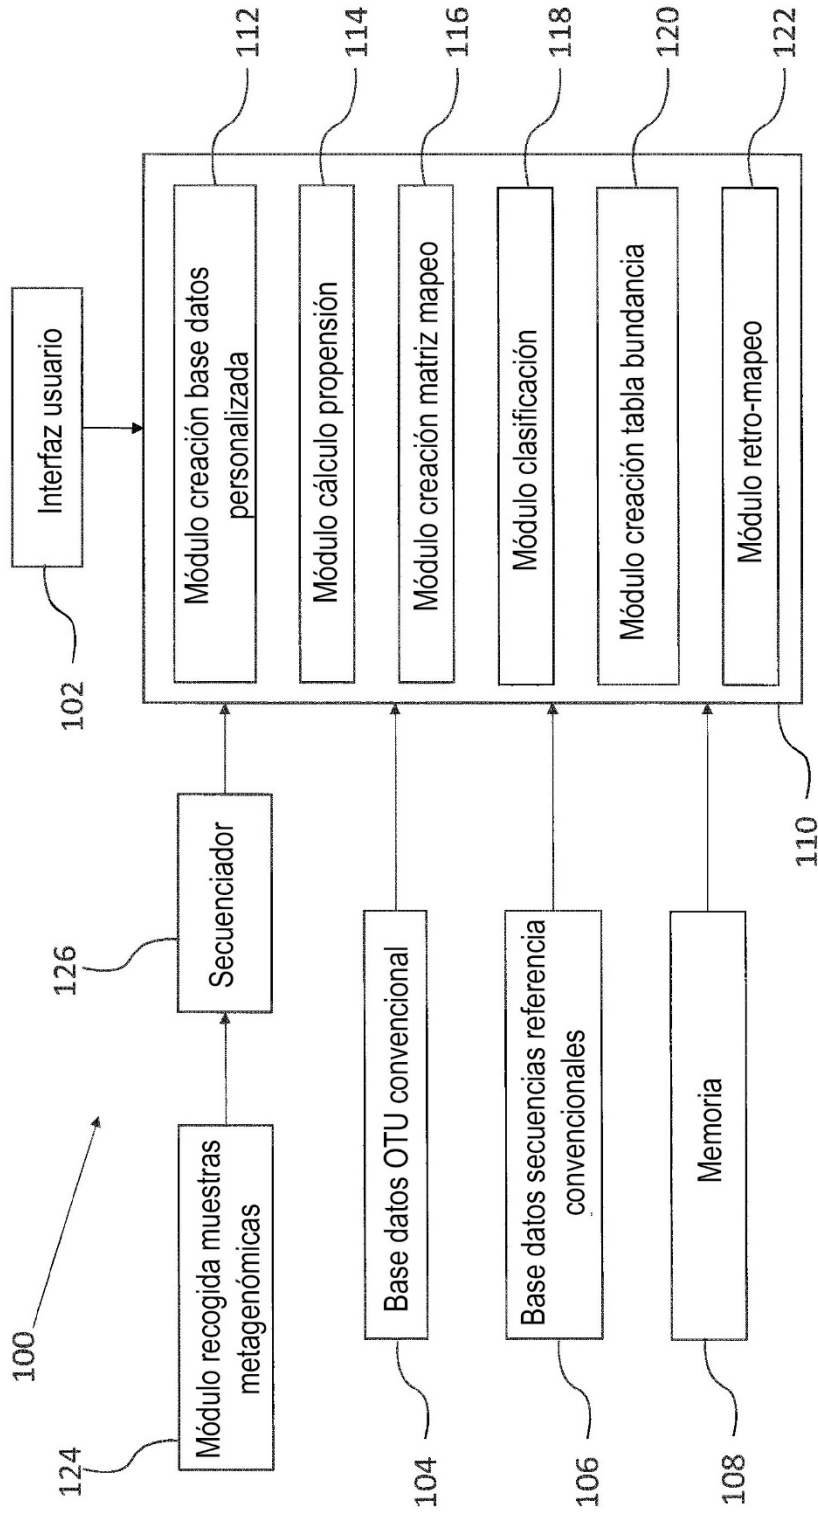 100
124
Módulo recogida muestras
metagenómicas
126
Secuenciador
102
Interfaz usuario
104
Base datos OTU convencional
106
Base datos secuencias referencia
convencionales
108
Memoria
110
Módulo creación base datos
personalizada
112
Módulo cálculo propensión
114
Módulo creación matriz mapeo
116
Módulo clasificación
118
Módulo creación tabla bundancia
120
Módulo retro-mapeo
122